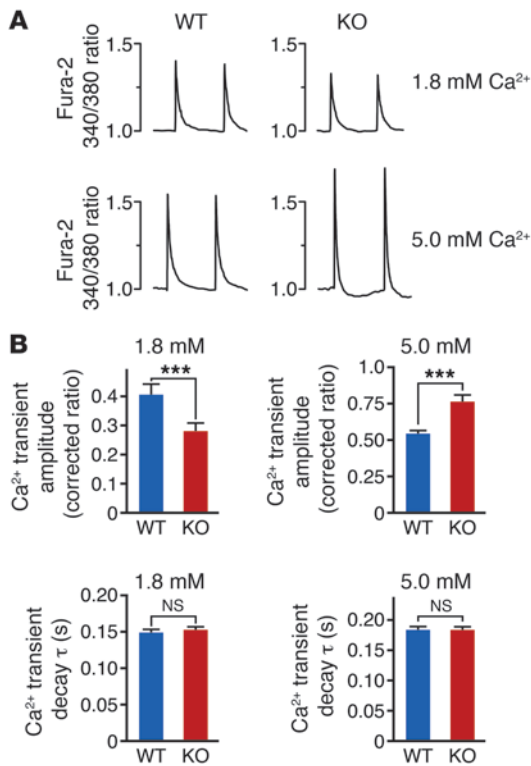 A
WT
KO
Fura-2
340/380 ratio
1.5
1.0
1.5
1.0
1.8 mM Ca²⁺
Fura-2
340/380 ratio
1.5
1.0
1.5
1.0
5.0 mM Ca²⁺
B
1.8 mM
***
Ca²⁺ transient
amplitude
(corrected ratio)
0.4
0.3
0.2
0.1
0
WT
KO
5.0 mM
***
Ca²⁺ transient
amplitude
(corrected ratio)
1.0
0.75
0.50
0.25
0
WT
KO
1.8 mM
NS
Ca²⁺ transient
decay τ (s)
0.20
0.15
0.10
0.05
0
WT
KO
5.0 mM
NS
Ca²⁺ transient
decay τ (s)
0.20
0.15
0.10
0.05
0
WT
KO